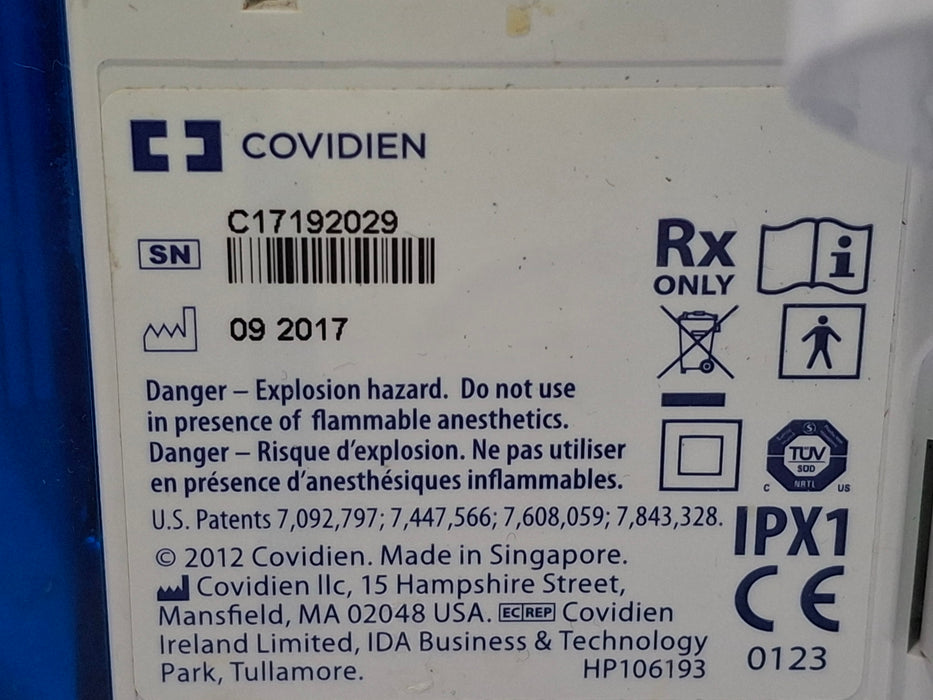 COVIDIEN
SN C17192029
09 2017
Rx
ONLY
Danger – Explosion hazard. Do not use
in presence of flammable anesthetics.
Danger – Risque d'explosion. Ne pas utiliser
en présence d'anesthésiques inflammables.
TÜV
SÜD
NRTL
C US
U.S. Patents 7,092,797; 7,447,566; 7,608,059; 7,843,328.
IPX1
© 2012 Covidien. Made in Singapore.
Covidien llc, 15 Hampshire Street,
Mansfield, MA 02048 USA. EC REP Covidien
Ireland Limited, IDA Business & Technology
Park, Tullamore. HP106193
CE
0123